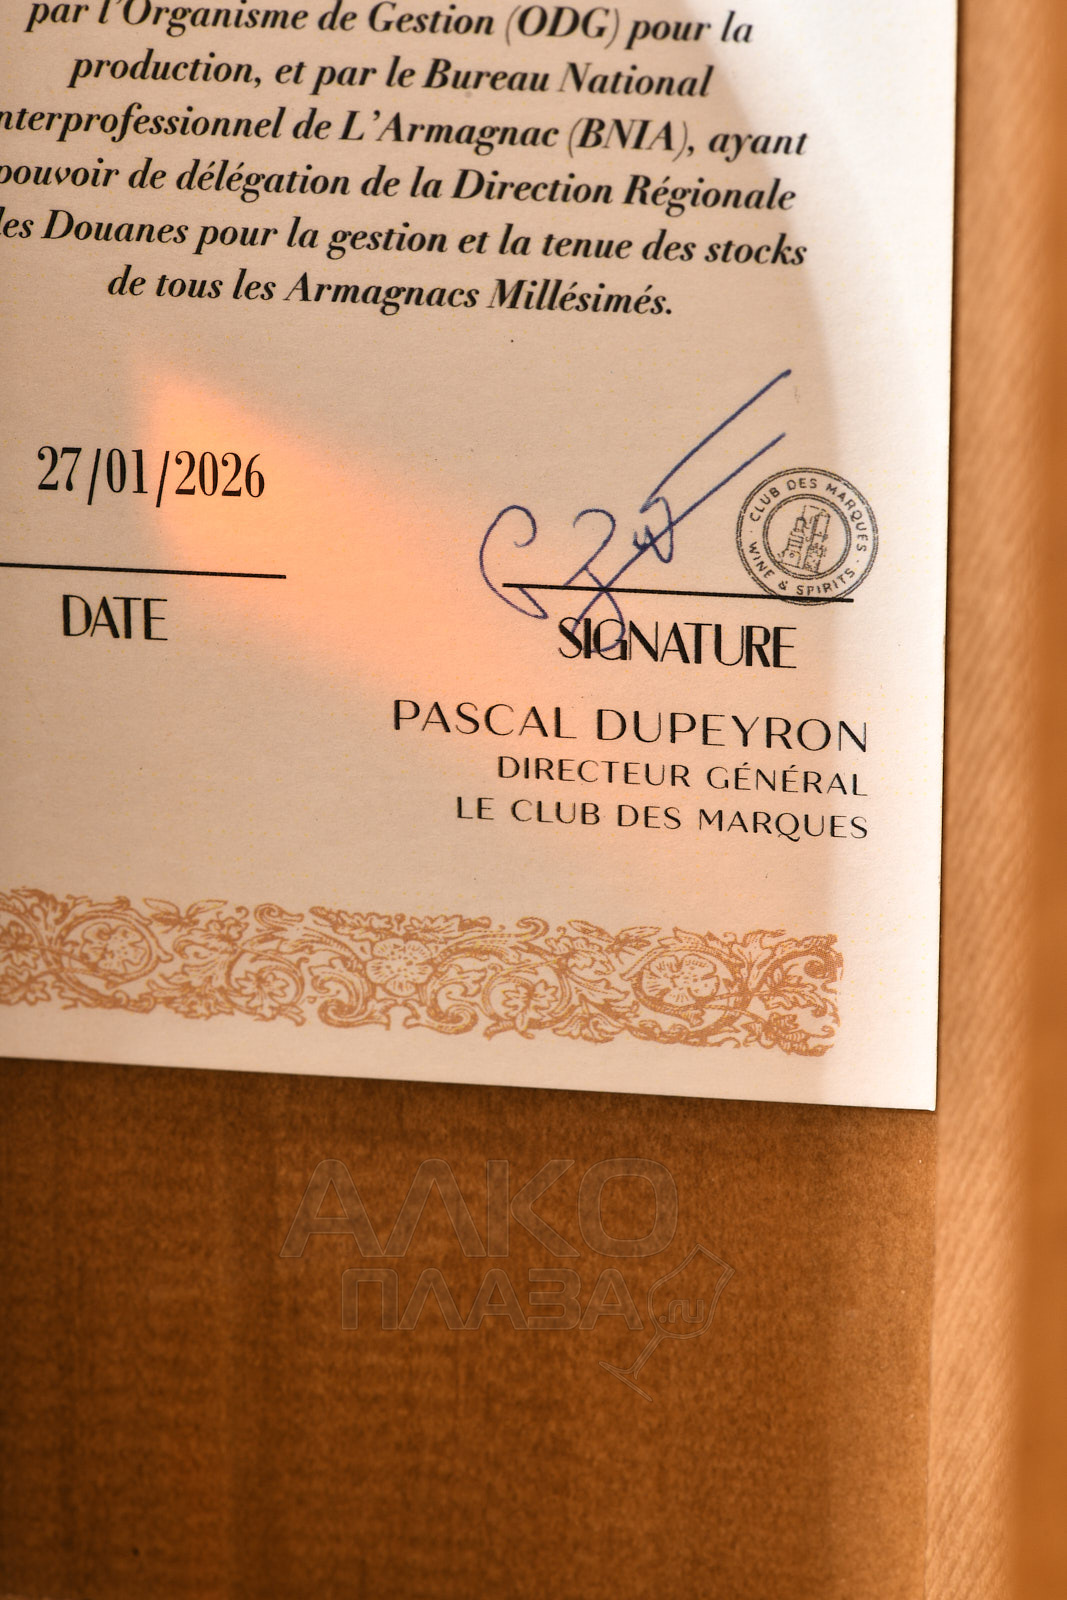 par l'Organisme de Gestion (ODG) pour la
production, et par le Bureau National
nterprofessionnel de L'Armagnac (BNIA), ayant
pouvoir de délégation de la Direction Régionale
les Douanes pour la gestion et la tenue des stocks
de tous les Armagnacs Millésimés.
27/01/2026
CLUB DES MARQUES
WINE & SPIRITS
DATE
SIGNATURE
PASCAL DUPEYRON
DIRECTEUR GÉNÉRAL
LE CLUB DES MARQUES
АЛКО
ПЛАЗА.ru